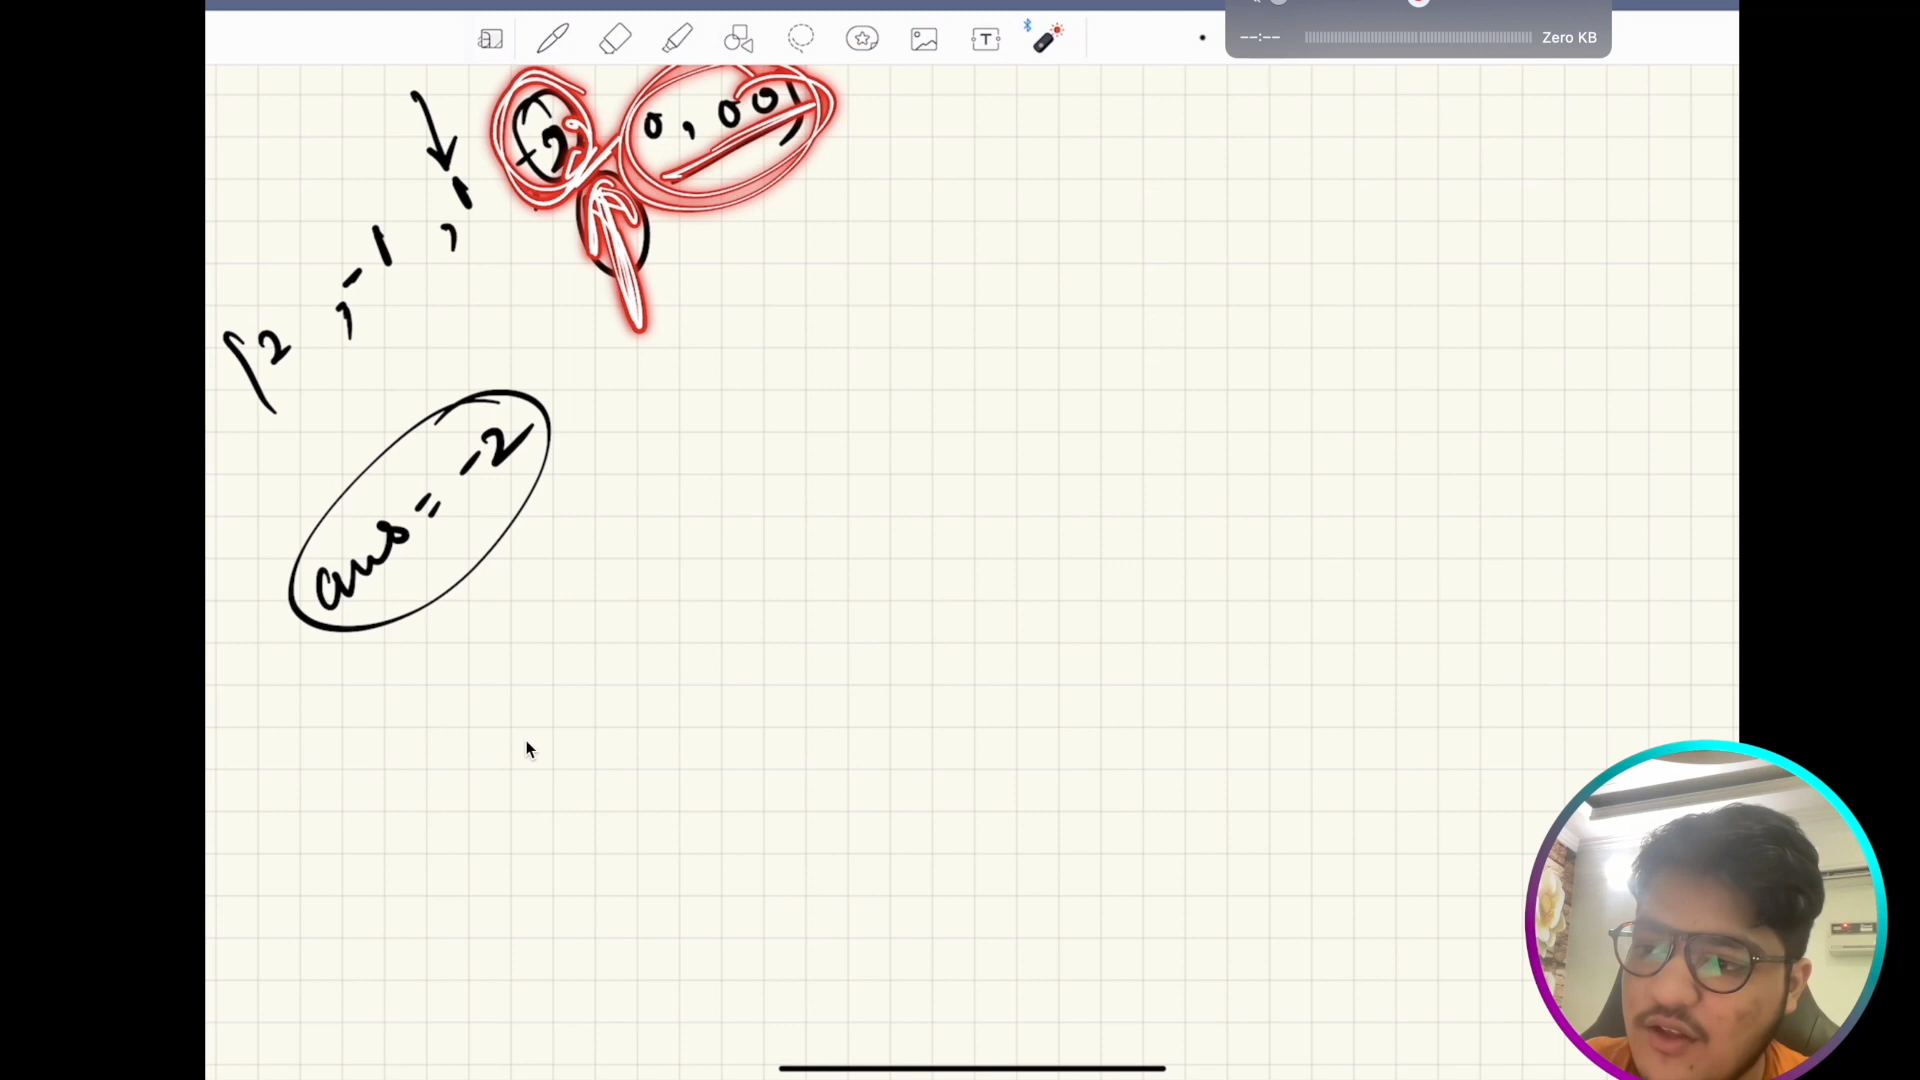 --:-- Zero KB
T
0, 00)
(2, -1, 1
ans = -2